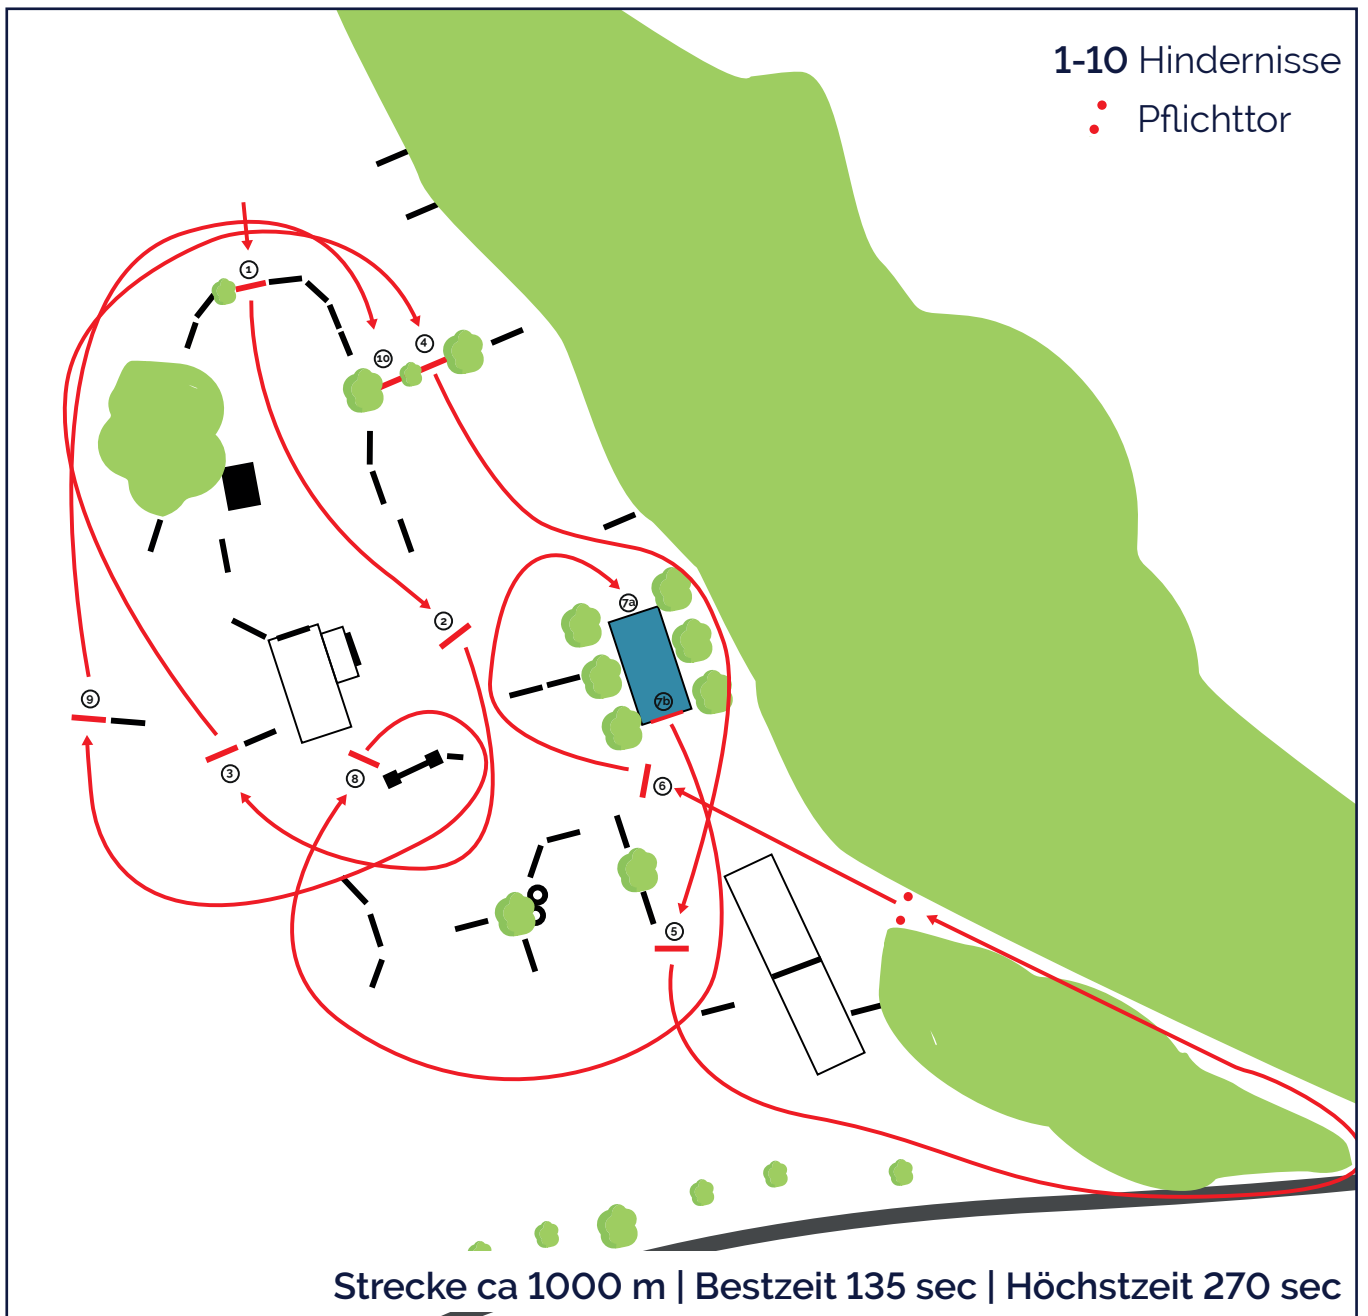 1-10 Hindernisse
Pflichttor
1
4
10
7a
2
7b
9
3
8
6
5
Strecke ca 1000 m | Bestzeit 135 sec | Höchstzeit 270 sec